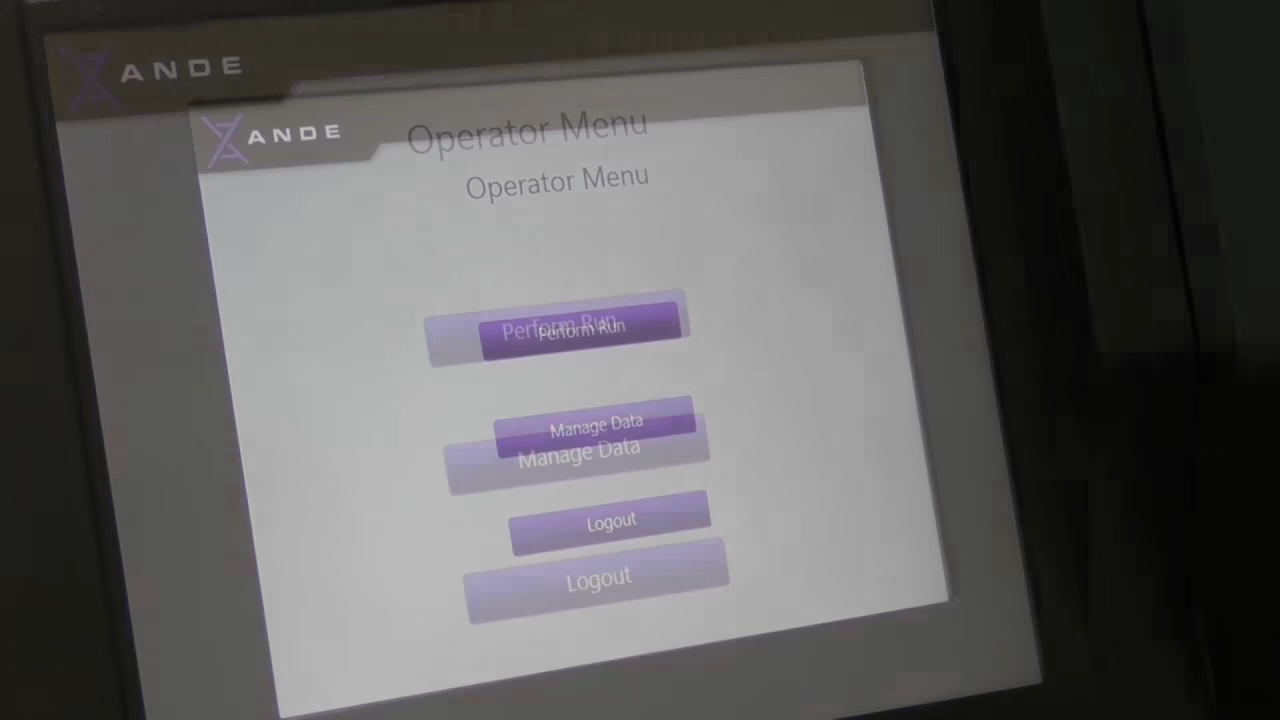 ANDE
ANDE
Operator Menu
Operator Menu
Perform Run
Perform Run
Manage Data
Manage Data
Logout
Logout